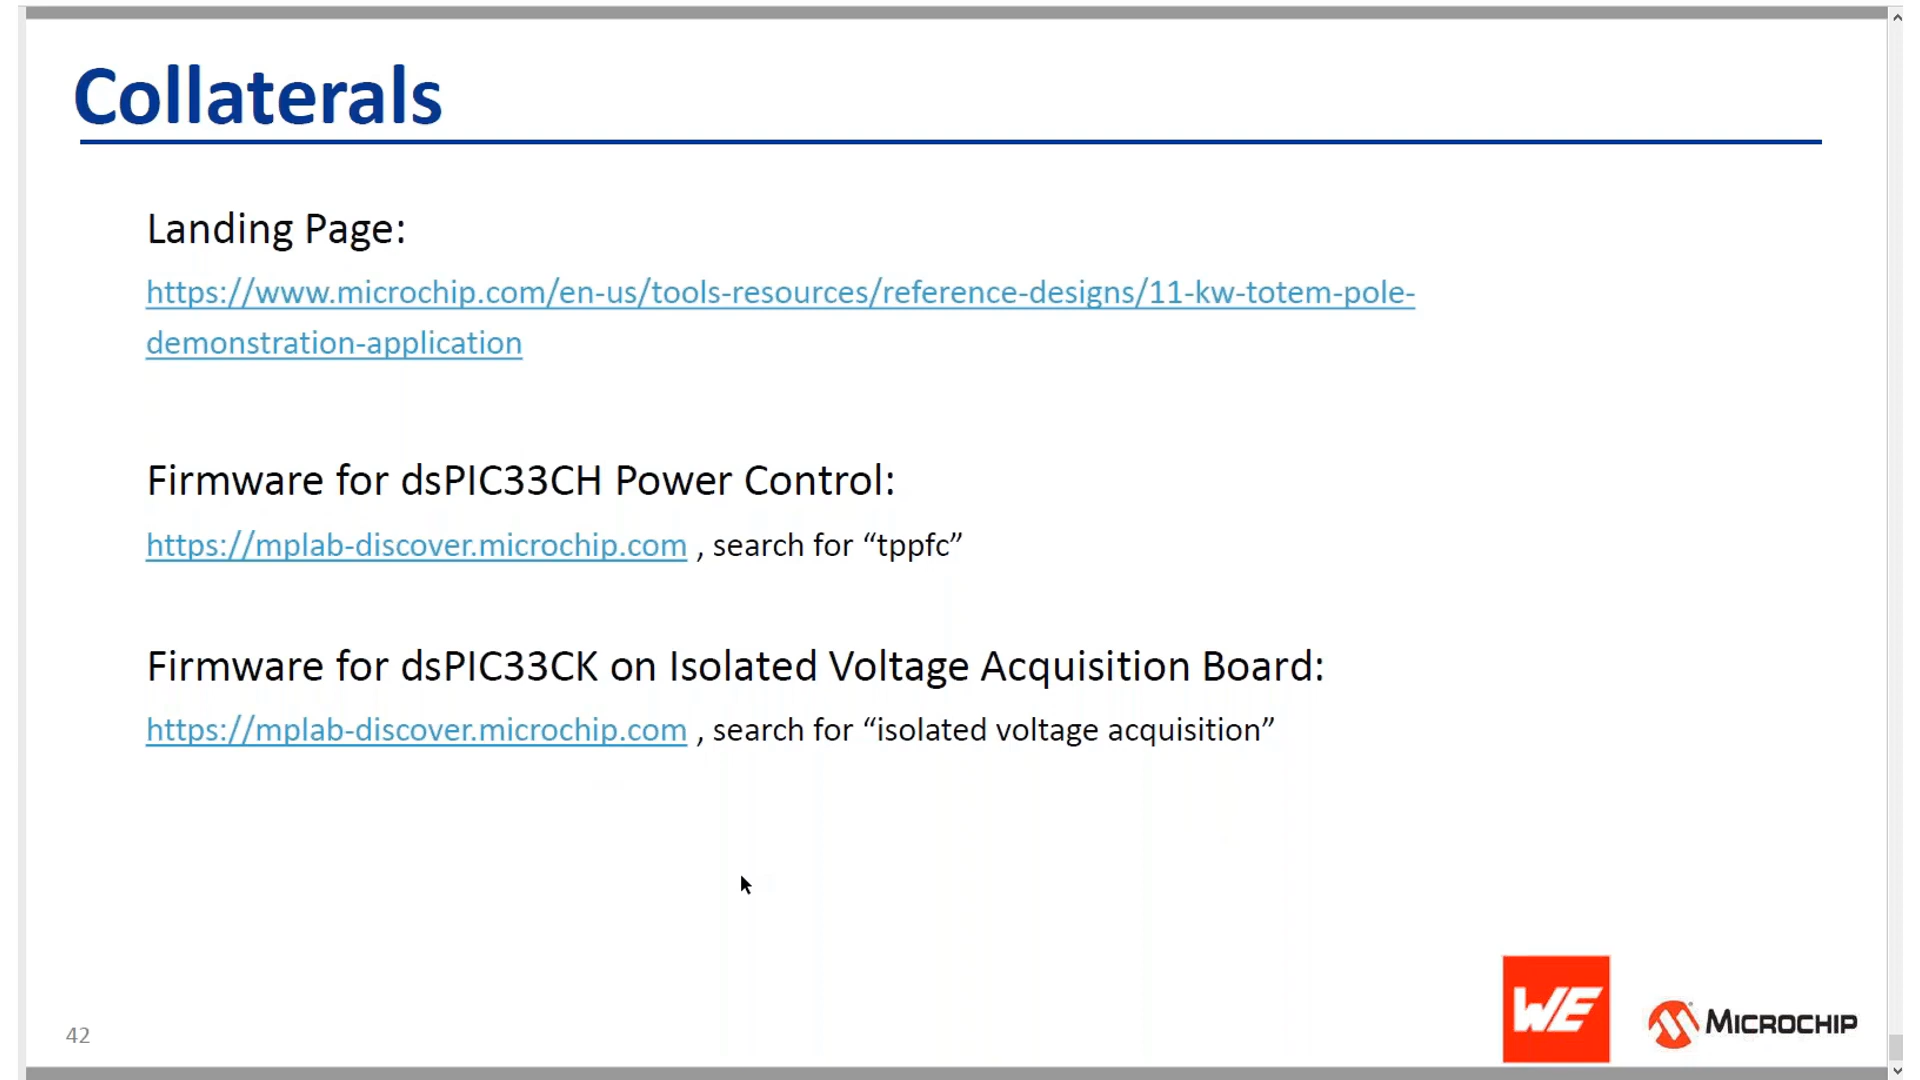 Collaterals
Landing Page:
https://www.microchip.com/en-us/tools-resources/reference-designs/11-kw-totem-pole-
demonstration-application
Firmware for dsPIC33CH Power Control:
https://mplab-discover.microchip.com , search for “tppfc”
Firmware for dsPIC33CK on Isolated Voltage Acquisition Board:
https://mplab-discover.microchip.com , search for “isolated voltage acquisition”
42
WE
MICROCHIP